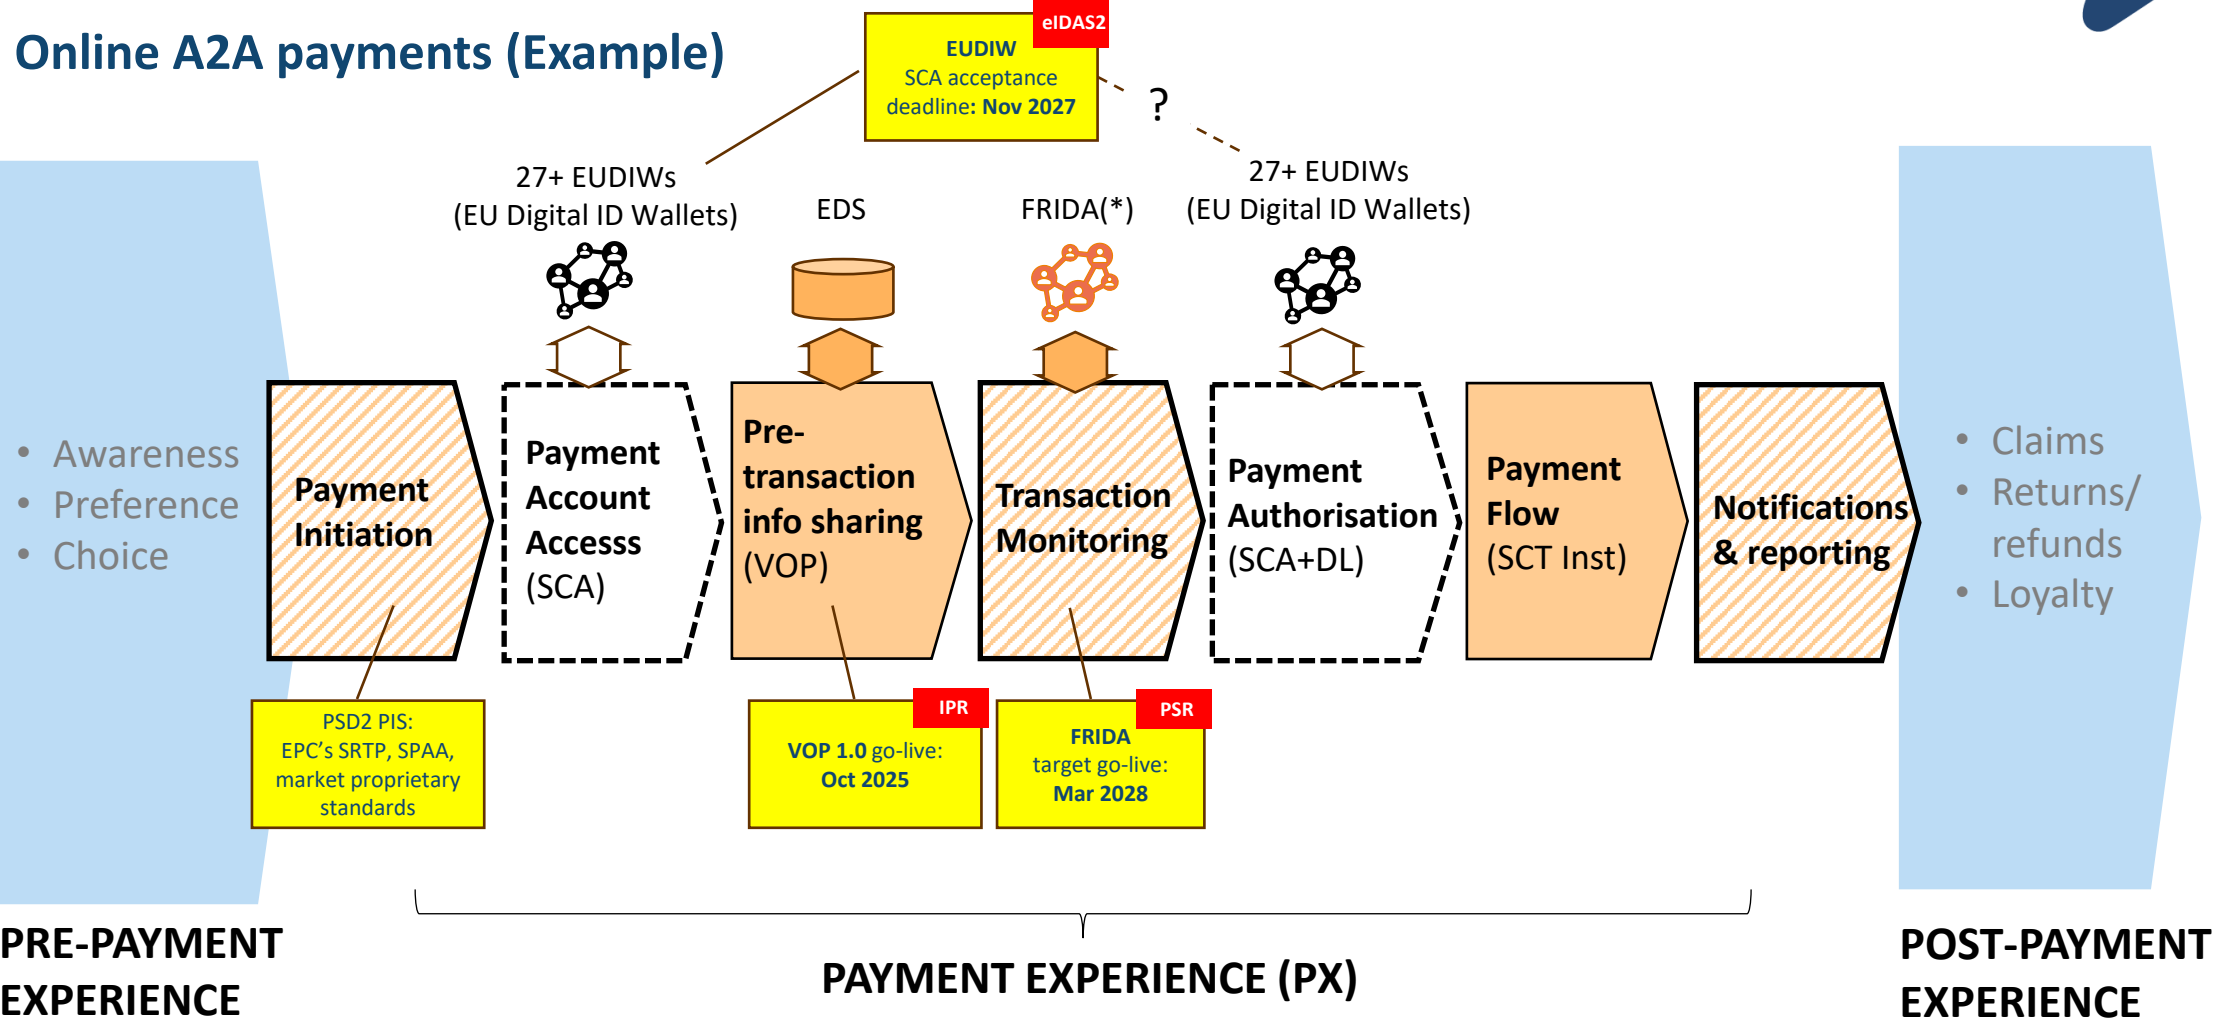 Online A2A payments (Example)
eIDAS2
EUDIW
SCA acceptance
deadline: Nov 2027
?
27+ EUDIWs
(EU Digital ID Wallets)
EDS
FRIDA(*)
27+ EUDIWs
(EU Digital ID Wallets)
• Awareness
• Preference
• Choice
Payment
Initiation
Payment
Account
Accesss
(SCA)
Pre-
transaction
info sharing
(VOP)
Transaction
Monitoring
Payment
Authorisation
(SCA+DL)
Payment
Flow
(SCT Inst)
Notifications
& reporting
• Claims
• Returns/
refunds
• Loyalty
PSD2 PIS:
EPC's SRTP, SPAA,
market proprietary
standards
IPR
VOP 1.0 go-live:
Oct 2025
PSR
FRIDA
target go-live:
Mar 2028
PRE-PAYMENT
EXPERIENCE
PAYMENT EXPERIENCE (PX)
POST-PAYMENT
EXPERIENCE